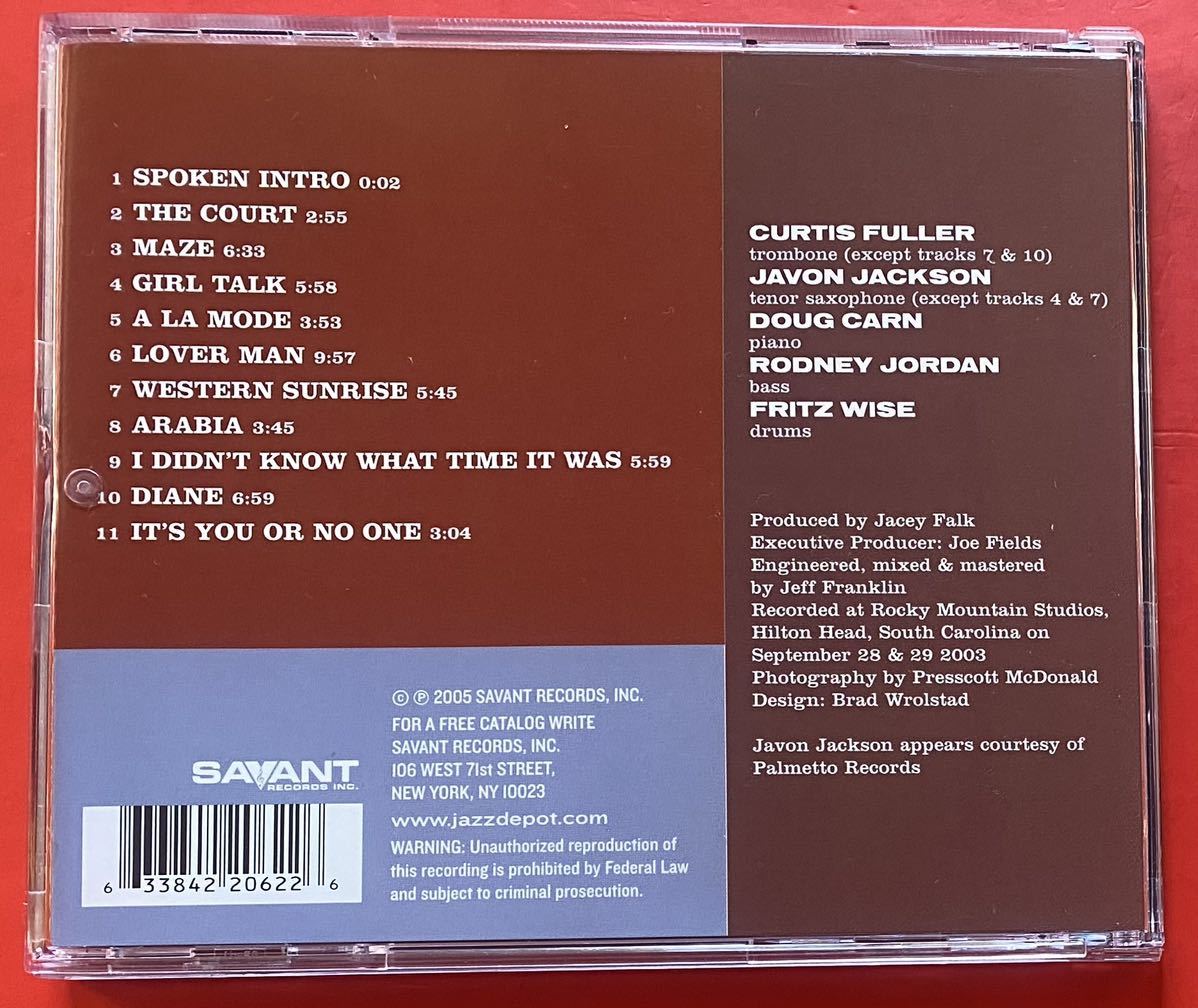 1 SPOKEN INTRO 0:02
2 THE COURT 2:55
3 MAZE 6:33
4 GIRL TALK 5:58
5 A LA MODE 3:53
6 LOVER MAN 9:57
7 WESTERN SUNRISE 5:45
8 ARABIA 3:45
9 I DIDN'T KNOW WHAT TIME IT WAS 5:59
10 DIANE 6:59
11 IT'S YOU OR NO ONE 3:04
CURTIS FULLER
trombone (except tracks 7 & 10)
JAVON JACKSON
tenor saxophone (except tracks 4 & 7)
DOUG CARN
piano
RODNEY JORDAN
bass
FRITZ WISE
drums
Produced by Jacey Falk
Executive Producer: Joe Fields
Engineered, mixed & mastered
by Jeff Franklin
Recorded at Rocky Mountain Studios,
Hilton Head, South Carolina on
September 28 & 29 2003
Photography by Presscott McDonald
Design: Brad Wrolstad
Javon Jackson appears courtesy of
Palmetto Records
SAVANT
RECORDS INC.
6 33842 20622 6
© ℗ 2005 SAVANT RECORDS, INC.
FOR A FREE CATALOG WRITE
SAVANT RECORDS, INC.
106 WEST 71st STREET,
NEW YORK, NY 10023
www.jazzdepot.com
WARNING: Unauthorized reproduction of
this recording is prohibited by Federal Law
and subject to criminal prosecution.